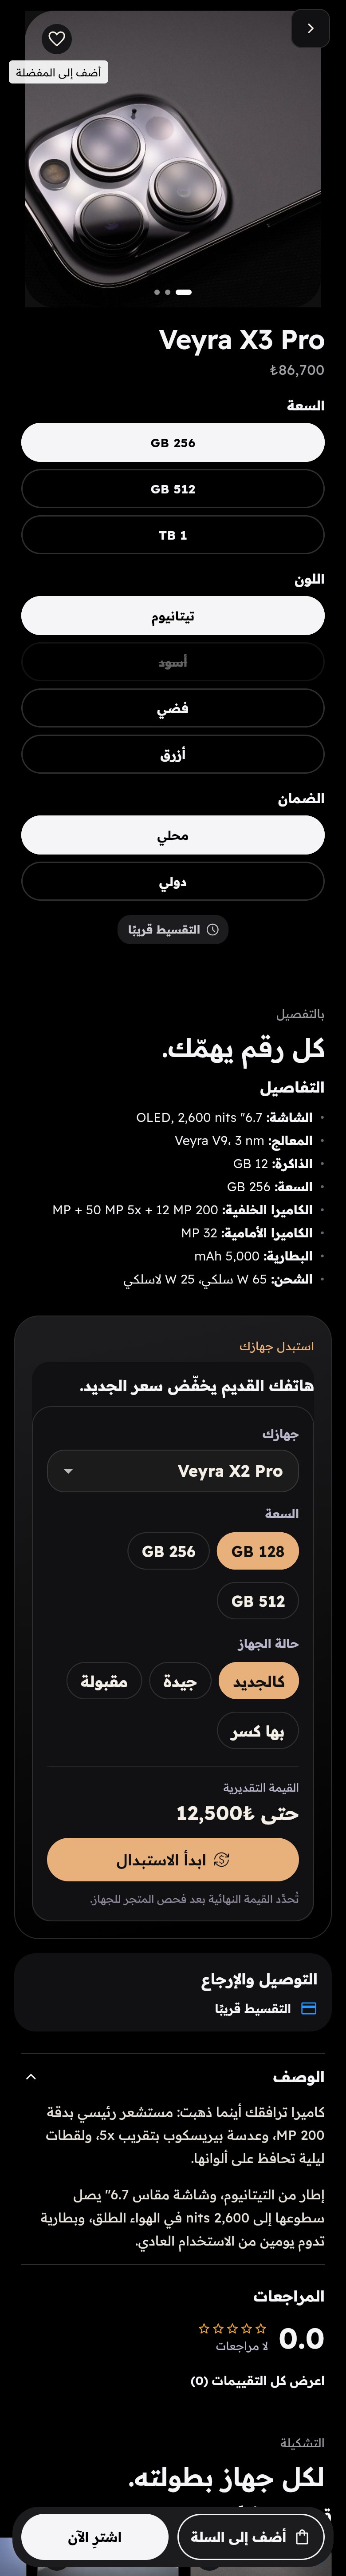 أضف إلى المفضلة
Veyra X3 Pro
₺86,700
السعة
256 GB
512 GB
1 TB
اللون
تيتانيوم
أسود
فضي
أزرق
الضمان
محلي
دولي
التقسيط قريبًا
بالتفصيل
كل رقم يهمّك.
التفاصيل
الشاشة: 6.7″ OLED, 2,600 nits
المعالج: Veyra V9، 3 nm
الذاكرة: 12 GB
السعة: 256 GB
الكاميرا الخلفية: 200 MP + 50 MP 5x + 12 MP
الكاميرا الأمامية: 32 MP
البطارية: 5,000 mAh
الشحن: 65 W سلكي، 25 W لاسلكي
استبدل جهازك
هاتفك القديم يخفّض سعر الجديد.
جهازك
Veyra X2 Pro
السعة
128 GB
256 GB
512 GB
حالة الجهاز
كالجديد
جيدة
مقبولة
بها كسر
القيمة التقديرية
حتى ₺12,500
ابدأ الاستبدال
تُحدَّد القيمة النهائية بعد فحص المتجر للجهاز.
التوصيل والإرجاع
التقسيط قريبًا
الوصف
كاميرا ترافقك أينما ذهبت: مستشعر رئيسي بدقة
200 MP، وعدسة بيريسكوب بتقريب 5x، ولقطات
ليلية تحافظ على ألوانها.
إطار من التيتانيوم، وشاشة مقاس 6.7″ يصل
سطوعها إلى 2,600 nits في الهواء الطلق، وبطارية
تدوم يومين من الاستخدام العادي.
المراجعات
0.0
لا مراجعات
اعرض كل التقييمات (0)
التشكيلة
لكل جهاز بطولته.
أضف إلى السلة
اشترِ الآن